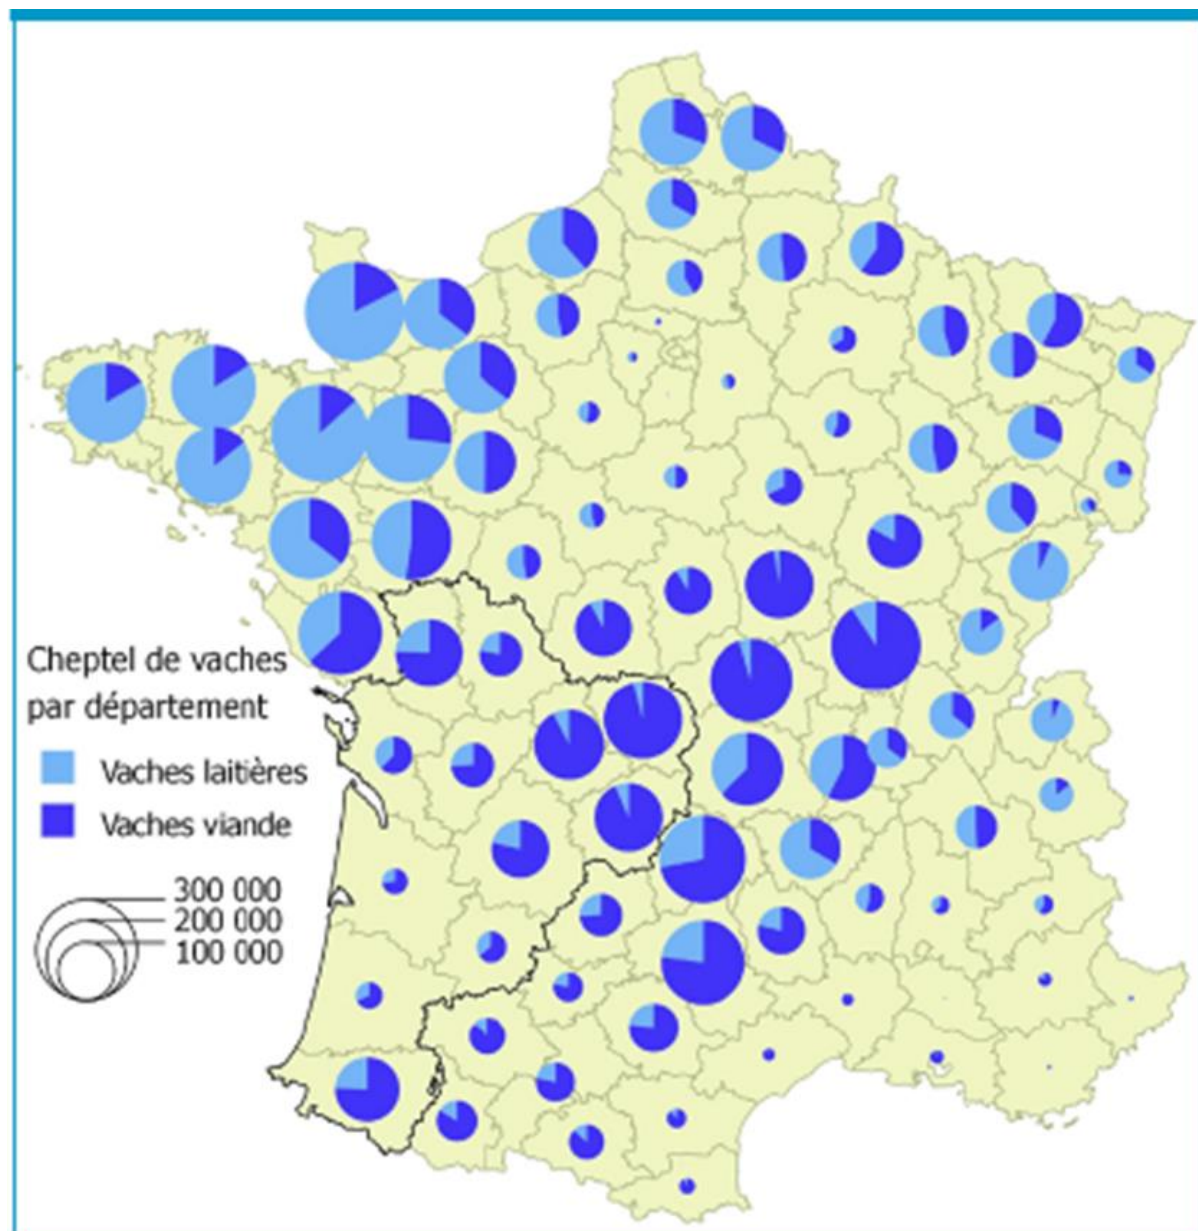 Cheptel de vaches
par département
Vaches laitières
Vaches viande
300 000
200 000
100 000